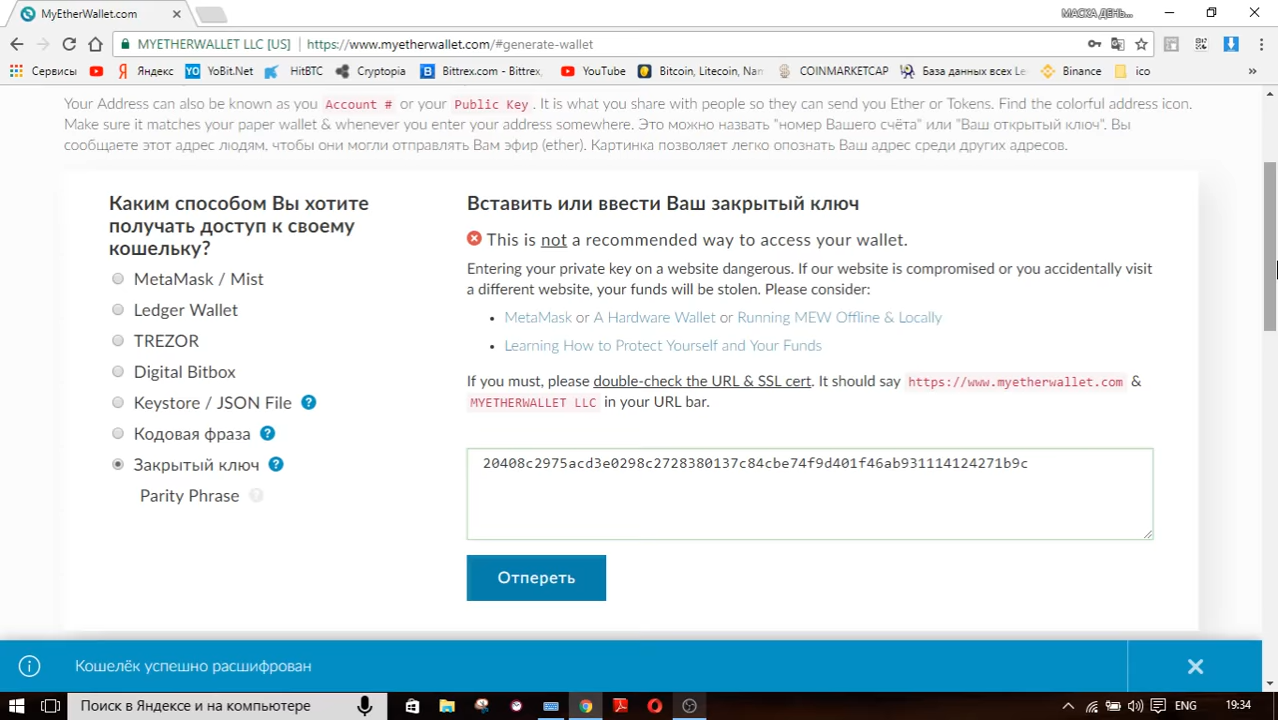 MyEtherWallet.com
МАСКА ДЕНЬ...
MYETHERWALLET LLC [US] https://www.myetherwallet.com/#generate-wallet
Сервисы Яндекс YO YoBit.Net HitBTC Cryptopia B Bittrex.com - Bittrex, YouTube Bitcoin, Litecoin, Nam COINMARKETCAP База данных всех Le Binance ico »
Your Address can also be known as you Account # or your Public Key . It is what you share with people so they can send you Ether or Tokens. Find the colorful address icon.
Make sure it matches your paper wallet & whenever you enter your address somewhere. Это можно назвать "номер Вашего счёта" или "Ваш открытый ключ". Вы
сообщаете этот адрес людям, чтобы они могли отправлять Вам эфир (ether). Картинка позволяет легко опознать Ваш адрес среди других адресов.
Каким способом Вы хотите
получать доступ к своему
кошельку?
MetaMask / Mist
Ledger Wallet
TREZOR
Digital Bitbox
Keystore / JSON File ?
Кодовая фраза ?
Закрытый ключ ?
Parity Phrase ?
Вставить или ввести Ваш закрытый ключ
This is not a recommended way to access your wallet.
Entering your private key on a website dangerous. If our website is compromised or you accidentally visit
a different website, your funds will be stolen. Please consider:
• MetaMask or A Hardware Wallet or Running MEW Offline & Locally
• Learning How to Protect Yourself and Your Funds
If you must, please double-check the URL & SSL cert. It should say https://www.myetherwallet.com &
MYETHERWALLET LLC in your URL bar.
20408c2975acd3e0298c2728380137c84cbe74f9d401f46ab931114124271b9c
Отпереть
Кошелёк успешно расшифрован
Поиск в Яндексе и на компьютере
ENG 19:34